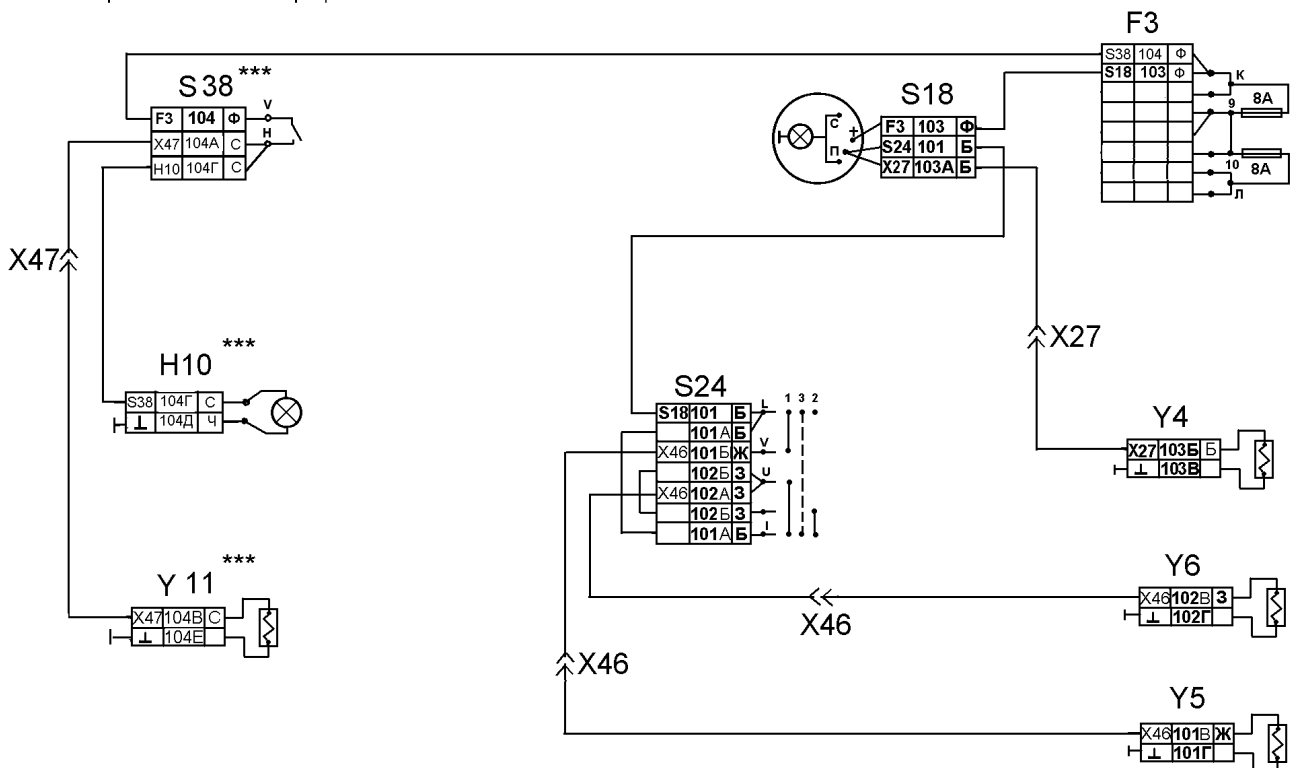 F3
S38 104 Ф
S18 103 Ф
К
9
8А
10
8А
Л
S38 ***
F3 104 Ф
X47 104А С
H10 104Г С
V
H
S18
F3 103 Ф
S24 101 Б
X27 103А Б
С
П
+
X47
X27
H10 ***
S38 104Г С
⊥ 104Д Ч
S24
S18 101 Б
101А Б
X46 101Б Ж
102Б З
X46 102А З
102Б З
101А Б
L
V
U
I
1 3 2
Y4
X27 103Б Б
⊥ 103В
Y 11 ***
X47 104В С
⊥ 104Е
Y6
X46 102В З
⊥ 102Г
X46
X46
Y5
X46 101В Ж
⊥ 101Г